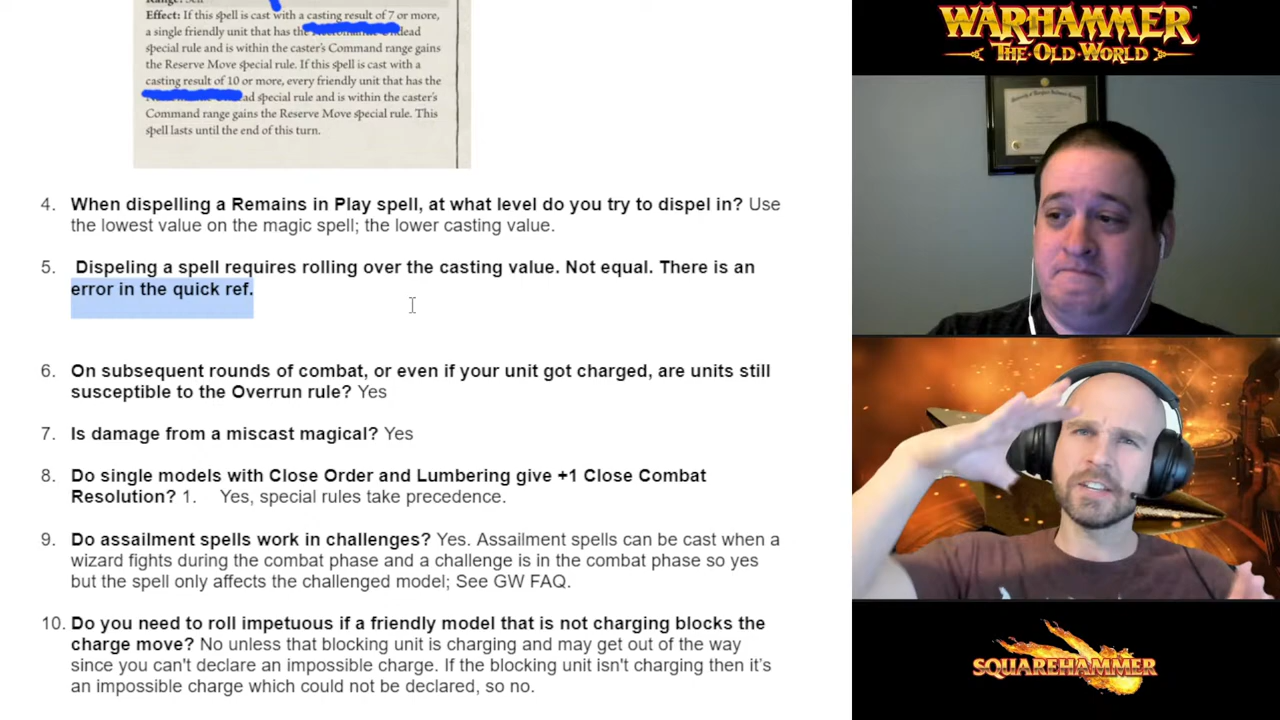 Effect: If this spell is cast with a casting result of 7 or more,
a single friendly unit that has the
special rule and is within the caster's Command range gains
the Reserve Move special rule. If this spell is cast with a
casting result of 10 or more, every friendly unit that has the
special rule and is within the caster's
Command range gains the Reserve Move special rule. This
spell lasts until the end of this turn.
4. When dispelling a Remains in Play spell, at what level do you try to dispel in? Use
the lowest value on the magic spell; the lower casting value.
5. Dispeling a spell requires rolling over the casting value. Not equal. There is an
error in the quick ref.
6. On subsequent rounds of combat, or even if your unit got charged, are units still
susceptible to the Overrun rule? Yes
7. Is damage from a miscast magical? Yes
8. Do single models with Close Order and Lumbering give +1 Close Combat
Resolution? 1. Yes, special rules take precedence.
9. Do assailment spells work in challenges? Yes. Assailment spells can be cast when a
wizard fights during the combat phase and a challenge is in the combat phase so yes
but the spell only affects the challenged model; See GW FAQ.
10. Do you need to roll impetuous if a friendly model that is not charging blocks the
charge move? No unless that blocking unit is charging and may get out of the way
since you can't declare an impossible charge. If the blocking unit isn't charging then it's
an impossible charge which could not be declared, so no.
WARHAMMER
THE OLD WORLD
SQUAREHAMMER